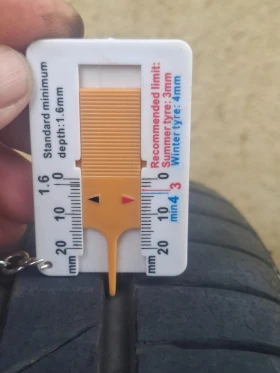 Standard minimum
depth:1.6mm
Recommended limit:
Summer tyre: 3mm
Winter tyre: 4mm
1.6
0
10
20
mm
0
10
20
mm
3
min4